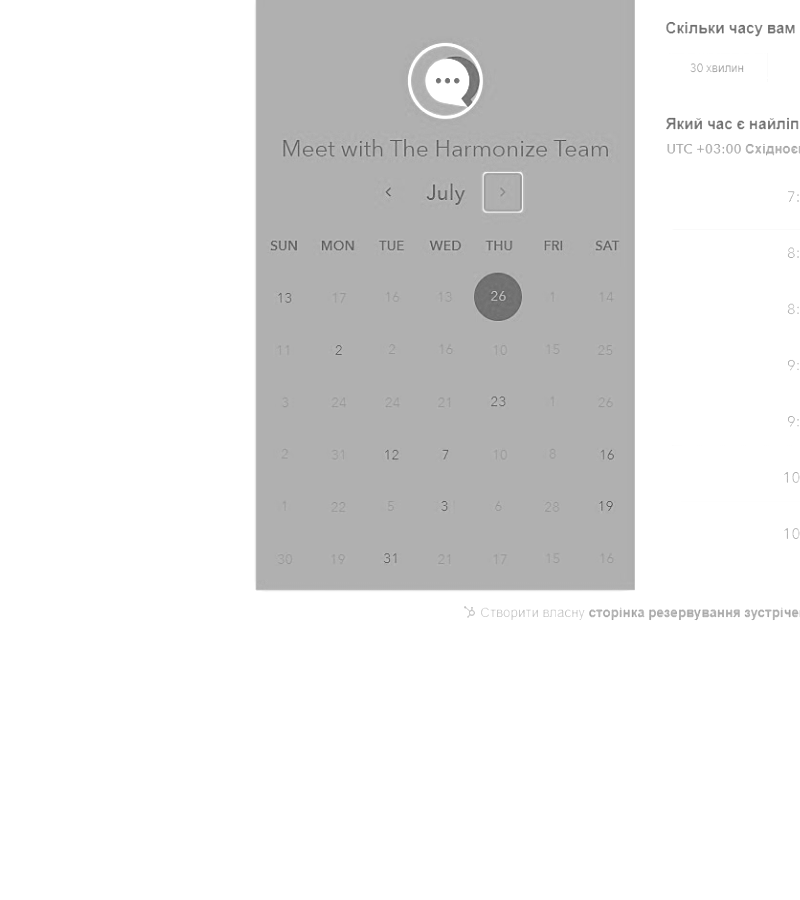 Meet with The Harmonize Team
July
SUN MON TUE WED THU FRI SAT
13 17 16 13 26 1 14
11 2 2 16 10 15 25
3 24 24 21 23 1 26
2 31 12 7 10 8 16
1 22 5 3 6 28 19
30 19 31 21 17 15 16
Скільки часу вам
30 хвилин
Який час є найліп
UTC +03:00 Східноє
7:
8:
8:
9:
9:
10
10
Створити власну сторінка резервування зустріче